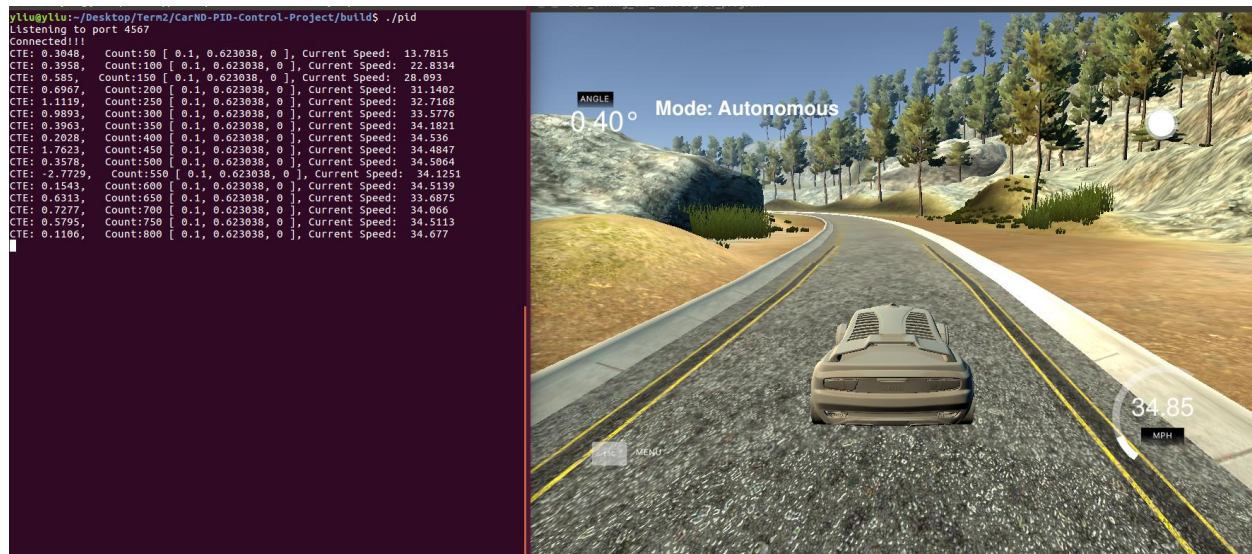 yliu@yliu:~/Desktop/Term2/CarND-PID-Control-Project/build$ ./pid
Listening to port 4567
Connected!!!
CTE: 0.3048,   Count:50 [ 0.1, 0.623038, 0 ], Current Speed:  13.7815
CTE: 0.3958,   Count:100 [ 0.1, 0.623038, 0 ], Current Speed:  22.8334
CTE: 0.585,   Count:150 [ 0.1, 0.623038, 0 ], Current Speed:  28.093
CTE: 0.6967,   Count:200 [ 0.1, 0.623038, 0 ], Current Speed:  31.1402
CTE: 1.1119,   Count:250 [ 0.1, 0.623038, 0 ], Current Speed:  32.7168
CTE: 0.9893,   Count:300 [ 0.1, 0.623038, 0 ], Current Speed:  33.5776
CTE: 0.3963,   Count:350 [ 0.1, 0.623038, 0 ], Current Speed:  34.1821
CTE: 0.2028,   Count:400 [ 0.1, 0.623038, 0 ], Current Speed:  34.536
CTE: 1.7623,   Count:450 [ 0.1, 0.623038, 0 ], Current Speed:  34.4847
CTE: 0.3578,   Count:500 [ 0.1, 0.623038, 0 ], Current Speed:  34.5064
CTE: -2.7729,   Count:550 [ 0.1, 0.623038, 0 ], Current Speed:  34.1251
CTE: 0.1543,   Count:600 [ 0.1, 0.623038, 0 ], Current Speed:  34.5139
CTE: 0.6313,   Count:650 [ 0.1, 0.623038, 0 ], Current Speed:  33.6875
CTE: 0.7277,   Count:700 [ 0.1, 0.623038, 0 ], Current Speed:  34.066
CTE: 0.5795,   Count:750 [ 0.1, 0.623038, 0 ], Current Speed:  34.5113
CTE: 0.1106,   Count:800 [ 0.1, 0.623038, 0 ], Current Speed:  34.677
ANGLE
0.40°
Mode: Autonomous
34.85
MPH
MENU